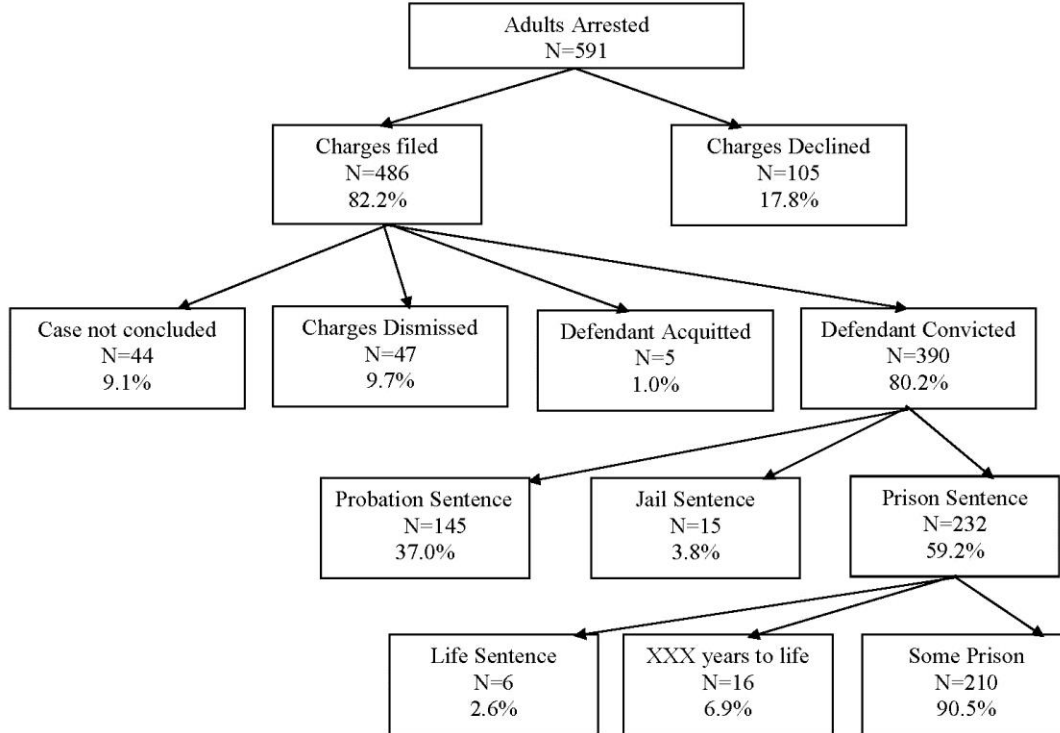 Adults Arrested
N=591
Charges filed
N=486
82.2%
Charges Declined
N=105
17.8%
Case not concluded
N=44
9.1%
Charges Dismissed
N=47
9.7%
Defendant Acquitted
N=5
1.0%
Defendant Convicted
N=390
80.2%
Probation Sentence
N=145
37.0%
Jail Sentence
N=15
3.8%
Prison Sentence
N=232
59.2%
Life Sentence
N=6
2.6%
XXX years to life
N=16
6.9%
Some Prison
N=210
90.5%